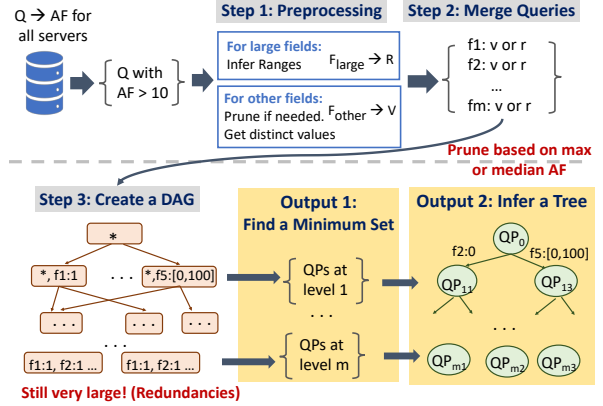 Q → AF for
all servers
Q with
AF > 10
Step 1: Preprocessing
For large fields:
Infer Ranges F_large → R
For other fields:
Prune if needed. F_other → V
Get distinct values
Step 2: Merge Queries
f1: v or r
f2: v or r
...
fm: v or r
Prune based on max
or median AF
Step 3: Create a DAG
*
*, f1:1
. . .
*,f5:[0,100]
. . .
. . .
. . .
. . .
f1:1, f2:1 ...
f1:1, f2:1 ...
Still very large! (Redundancies)
Output 1:
Find a Minimum Set
QPs at
level 1
. . .
QPs at
level m
Output 2: Infer a Tree
QP0
f2:0
f5:[0,100]
QP11
QP13
. . .
QPm1
QPm2
QPm3